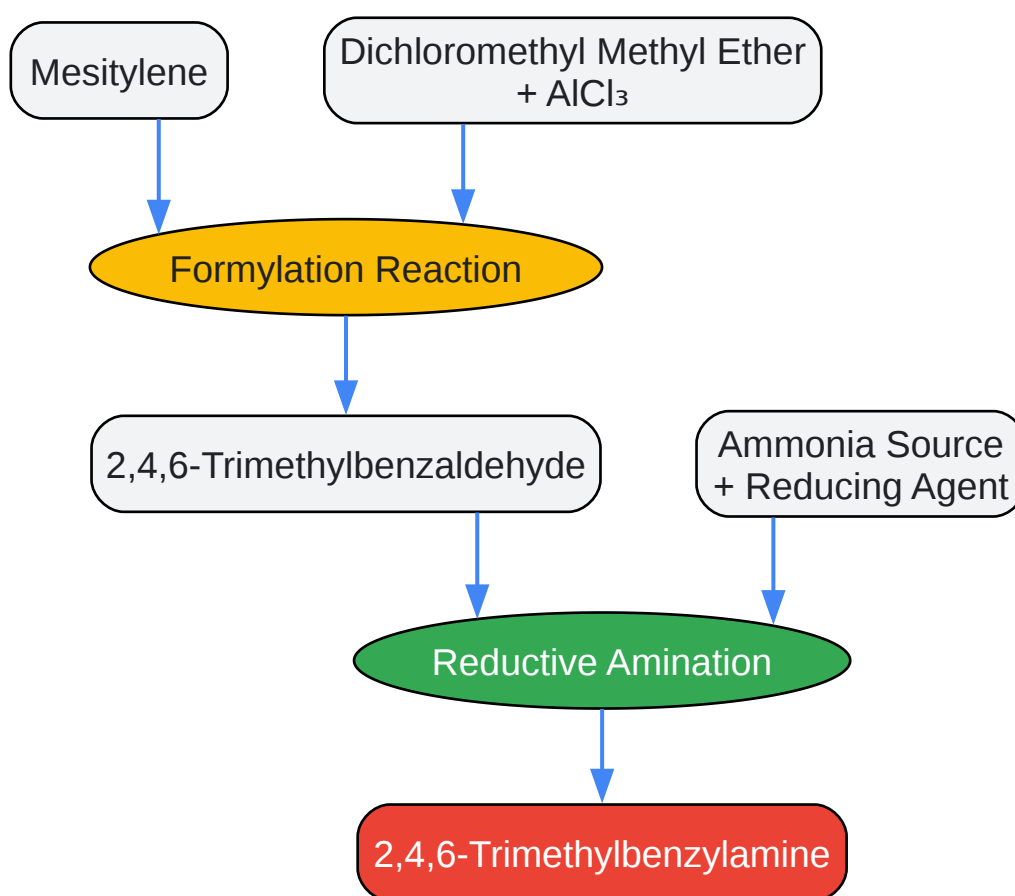 Mesitylene
Dichloromethyl Methyl Ether
+ AlCl₃
Formylation Reaction
2,4,6-Trimethylbenzaldehyde
Ammonia Source
+ Reducing Agent
Reductive Amination
2,4,6-Trimethylbenzylamine